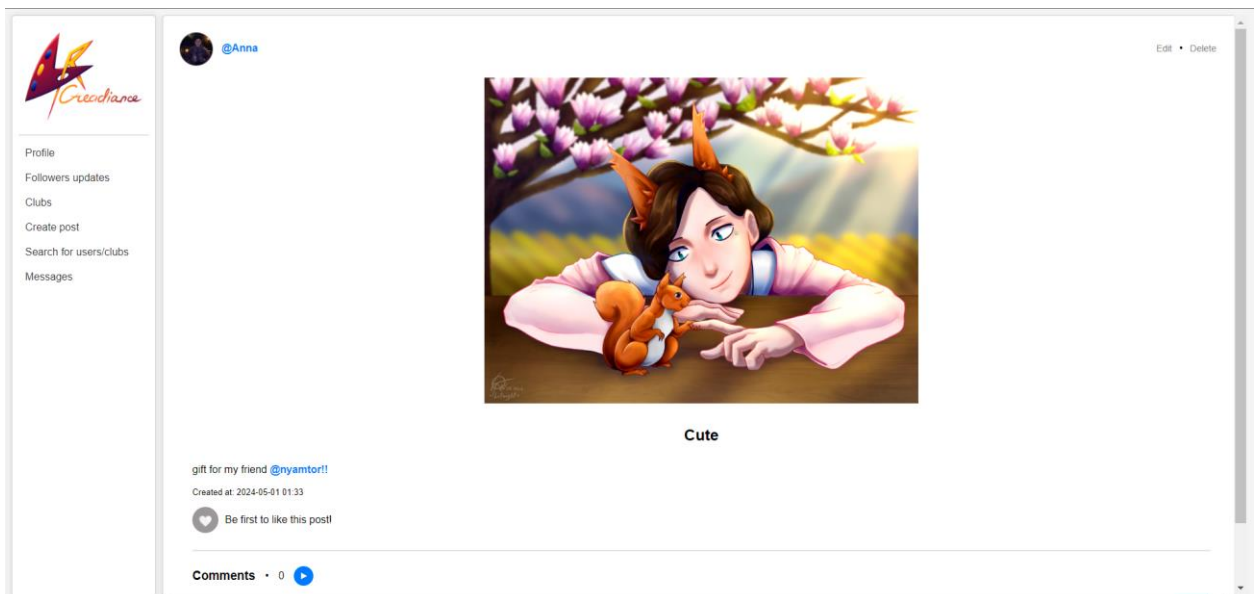 Creadiance
Profile
Followers updates
Clubs
Create post
Search for users/clubs
Messages
@Anna
Edit • Delete
Cute
gift for my friend @nyamtor!!
Created at: 2024-05-01 01:33
Be first to like this post!
Comments • 0